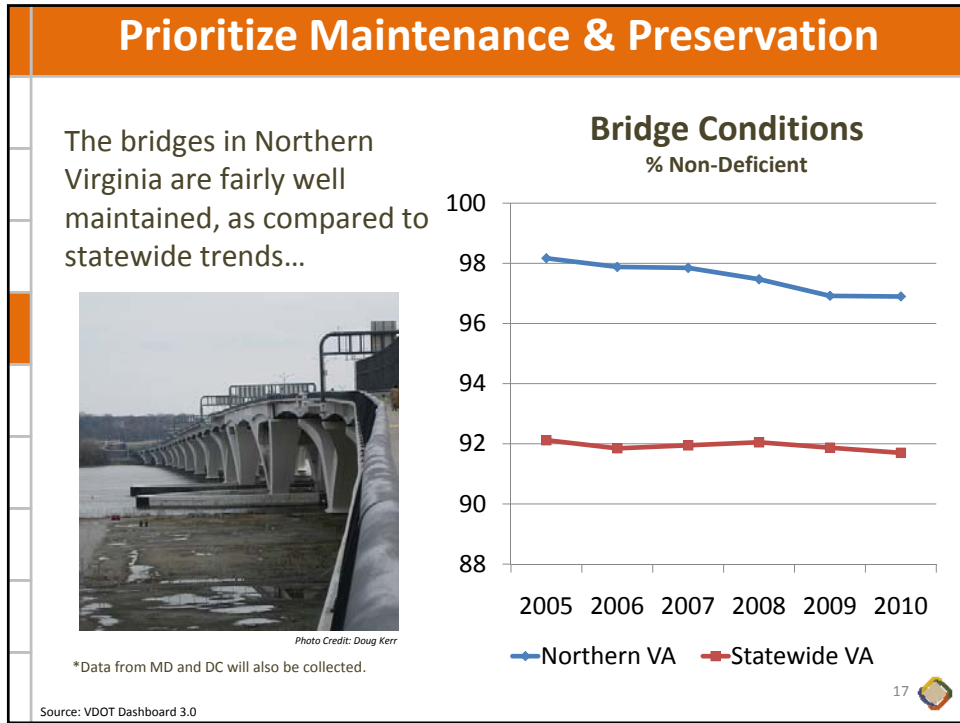 Prioritize Maintenance & Preservation
The bridges in Northern
Virginia are fairly well
maintained, as compared to
statewide trends…
Photo Credit: Doug Kerr
*Data from MD and DC will also be collected.
Bridge Conditions
% Non-Deficient
100
98
96
94
92
90
88
2005 2006 2007 2008 2009 2010
Northern VA Statewide VA
17
Source: VDOT Dashboard 3.0